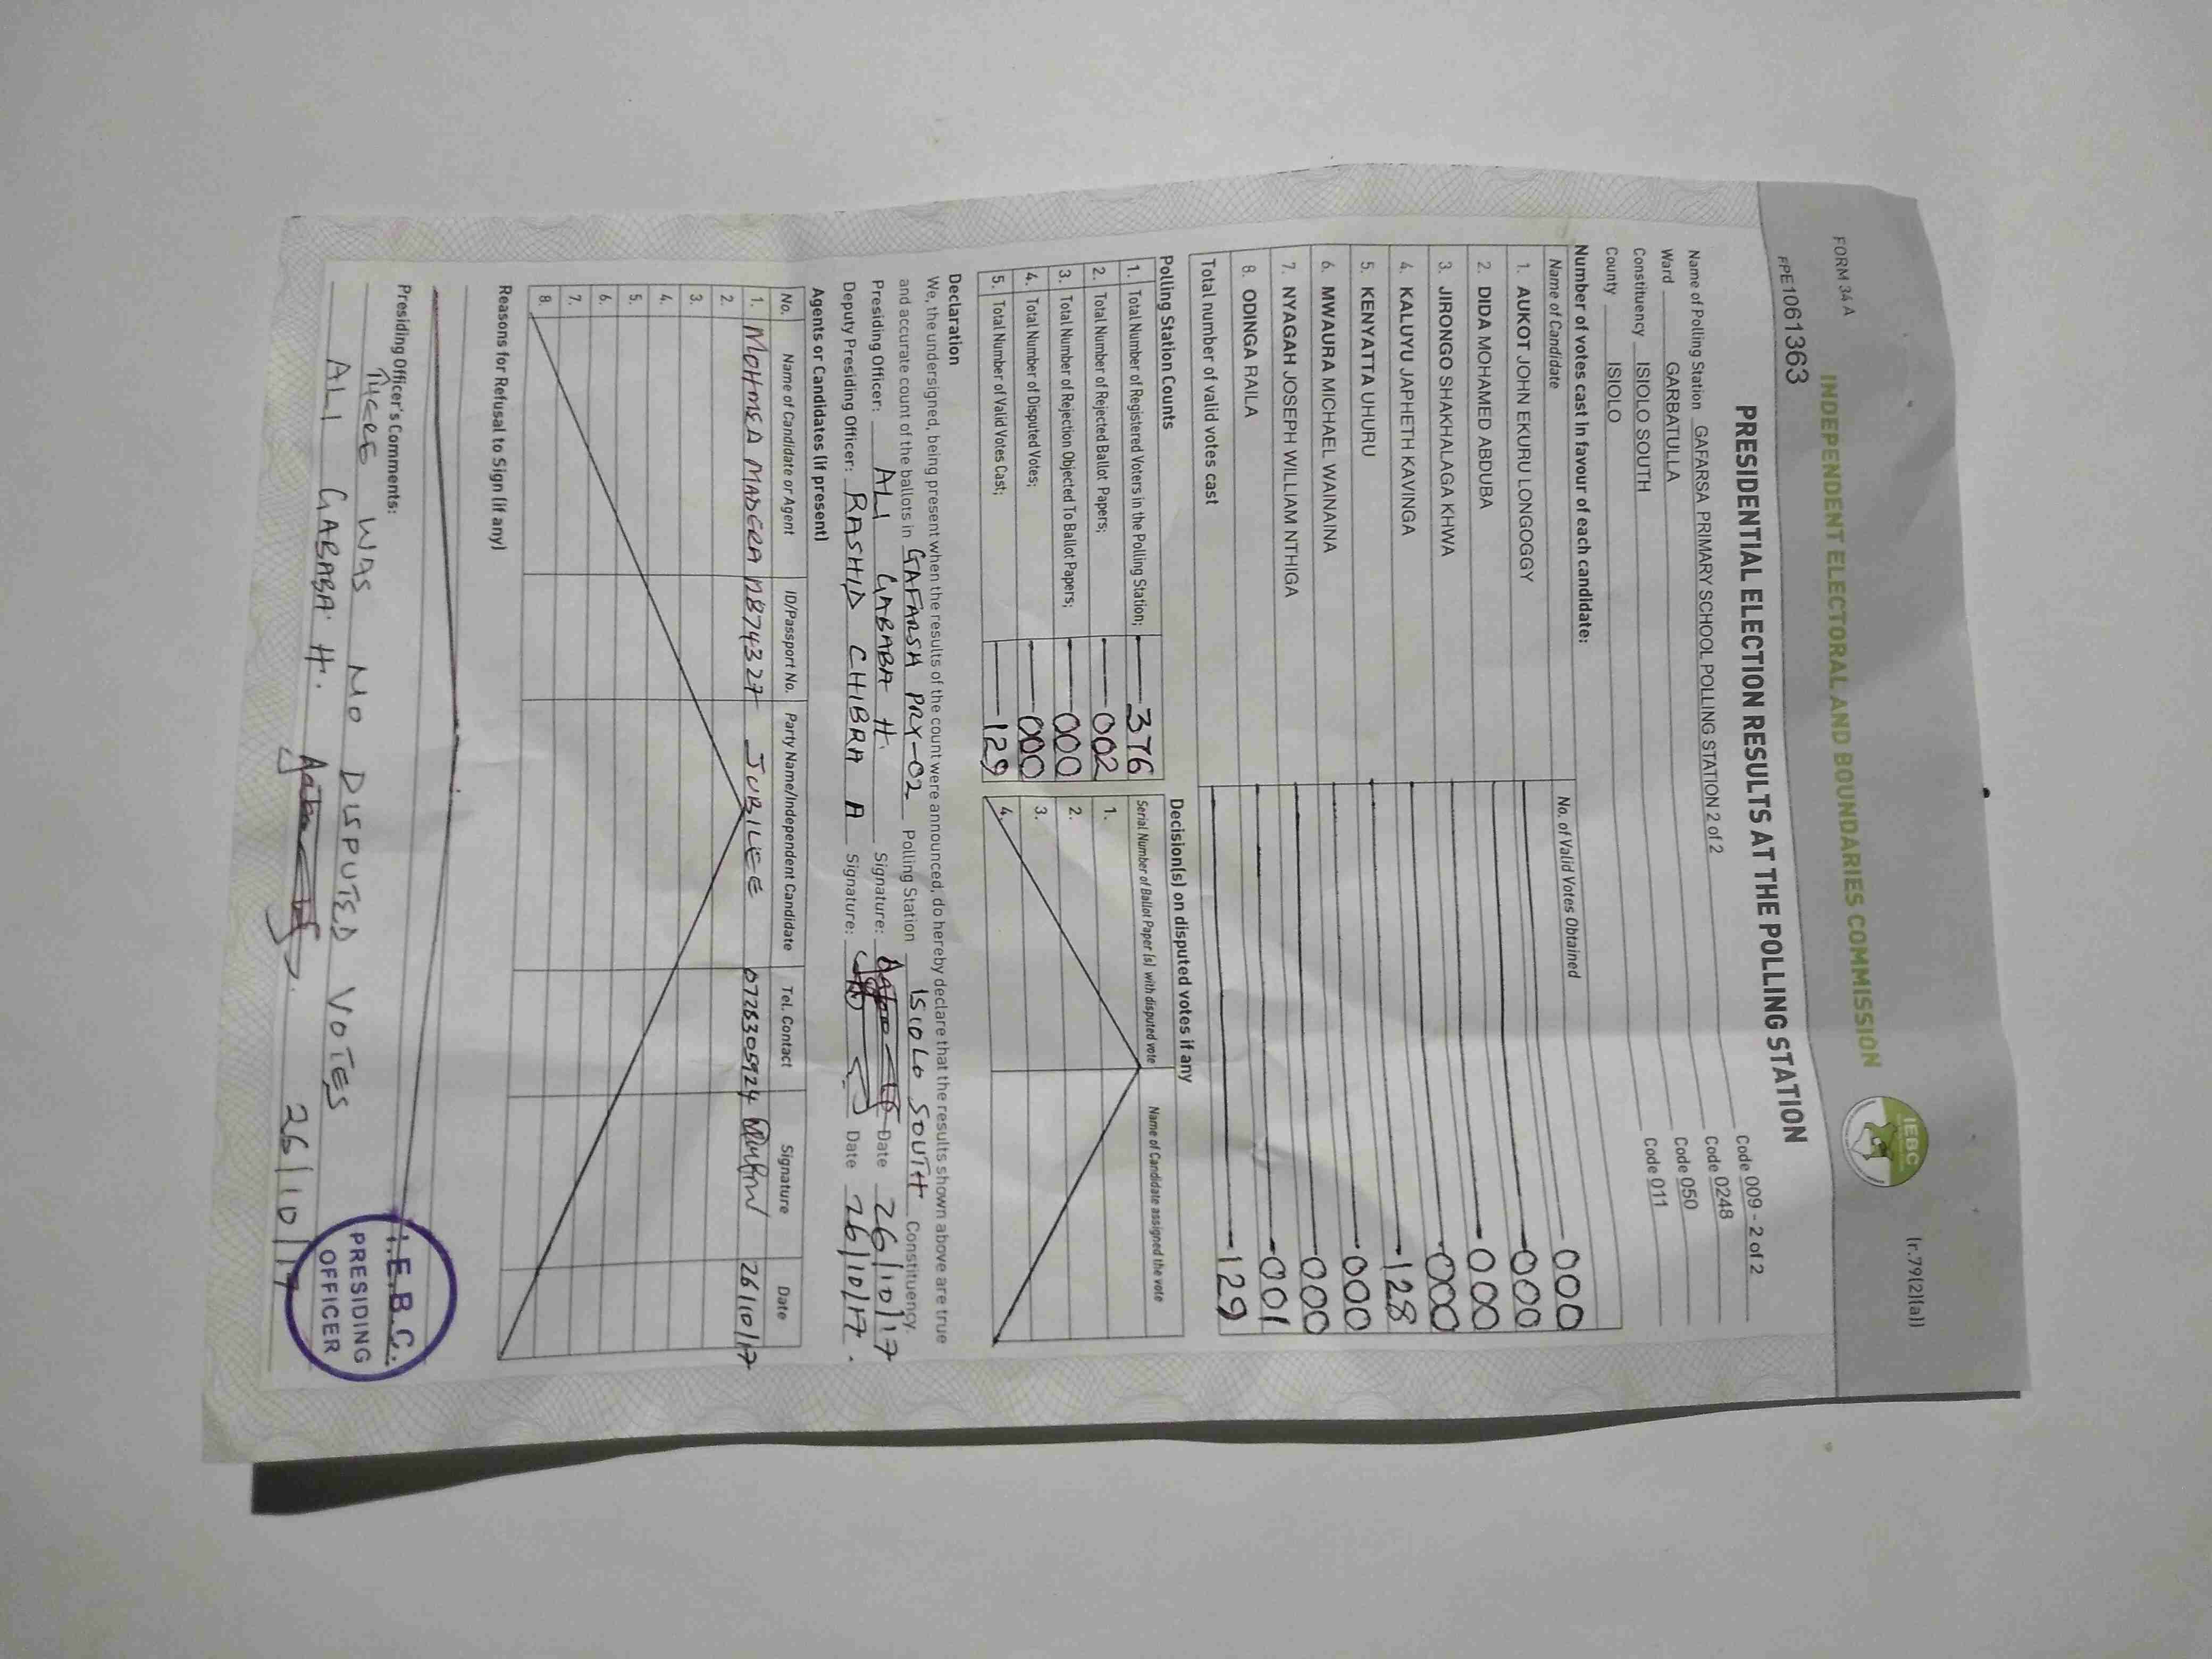 FORM 34 A
(r.79(2)(a))
INDEPENDENT ELECTORAL AND BOUNDARIES COMMISSION
IEBC
FPE1061363
PRESIDENTIAL ELECTION RESULTS AT THE POLLING STATION
Name of Polling Station GAFARSA PRIMARY SCHOOL POLLING STATION 2 of 2 Code 009 - 2 of 2
Ward GARBATULLA Code 0248
Constituency ISIOLO SOUTH Code 050
County ISIOLO Code 011
Number of votes cast in favour of each candidate:
Name of Candidate No. of Valid Votes Obtained
1. AUKOT JOHN EKURU LONGOGGY 000
2. DIDA MOHAMED ABDUBA 000
3. JIRONGO SHAKHALAGA KHWA 000
4. KALUYU JAPHETH KAVINGA 000
5. KENYATTA UHURU 128
6. MWAURA MICHAEL WAINAINA 000
7. NYAGAH JOSEPH WILLIAM NTHIGA 000
8. ODINGA RAILA 001
Total number of valid votes cast 129
Polling Station Counts
1. Total Number of Registered Voters in the Polling Station; 376
2. Total Number of Rejected Ballot Papers; 002
3. Total Number of Rejection Objected To Ballot Papers; 000
4. Total Number of Disputed Votes; 000
5. Total Number of Valid Votes Cast; 129
Decision(s) on disputed votes if any
Serial Number of Ballot Paper (s) with disputed vote Name of Candidate assigned the vote
1.
2.
3.
4.
Declaration
We, the undersigned, being present when the results of the count were announced, do hereby declare that the results shown above are true
and accurate count of the ballots in GAFARSA PRY-02 Polling Station ISIOLO SOUTH Constituency.
Presiding Officer: ALI GABABA H. Signature: Date 26/10/17
Deputy Presiding Officer: RASHID CHIBRA A Signature: Date 26/10/17.
Agents or Candidates (if present)
No. Name of Candidate or Agent ID/Passport No. Party Name/Independent Candidate Tel. Contact Signature Date
1. MOHMED MADERA JUBILEE 0728305924 26/10/17
2.
3.
4.
5.
6.
7.
8.
Reasons for Refusal to Sign (if any)
Presiding Officer's Comments:
THERE WAS NO DISPUTED VOTES
ALI GABABA H. 26/10/17
I.E.B.C.
PRESIDING
OFFICER